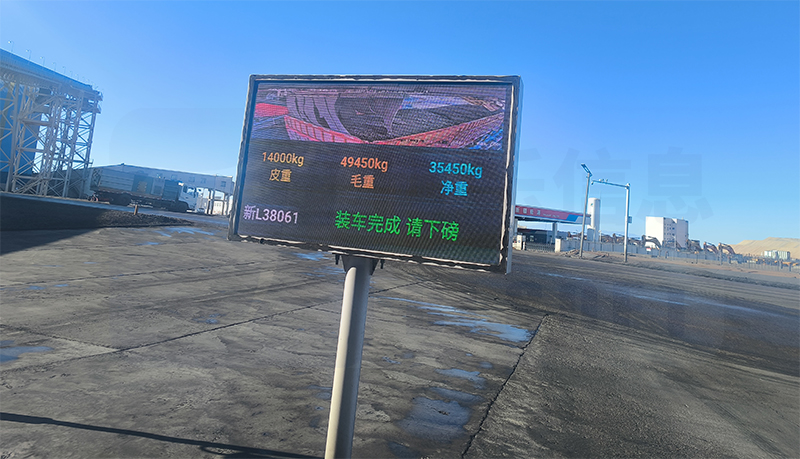 14000kg 49450kg 35450kg
皮重 毛重 净重
新L38061 装车完成 请下磅